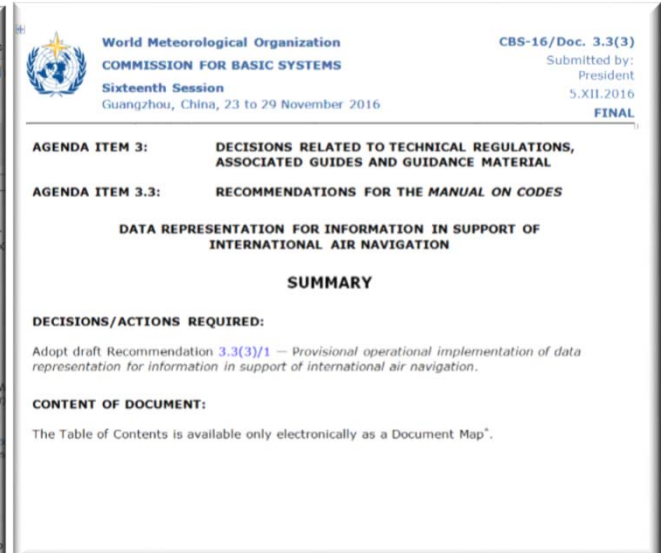 World Meteorological Organization
COMMISSION FOR BASIC SYSTEMS
Sixteenth Session
Guangzhou, China, 23 to 29 November 2016
CBS-16/Doc. 3.3(3)
Submitted by:
President
5.XII.2016
FINAL
AGENDA ITEM 3: DECISIONS RELATED TO TECHNICAL REGULATIONS,
ASSOCIATED GUIDES AND GUIDANCE MATERIAL
AGENDA ITEM 3.3: RECOMMENDATIONS FOR THE MANUAL ON CODES
DATA REPRESENTATION FOR INFORMATION IN SUPPORT OF
INTERNATIONAL AIR NAVIGATION
SUMMARY
DECISIONS/ACTIONS REQUIRED:
Adopt draft Recommendation 3.3(3)/1 — Provisional operational implementation of data
representation for information in support of international air navigation.
CONTENT OF DOCUMENT:
The Table of Contents is available only electronically as a Document Map*.